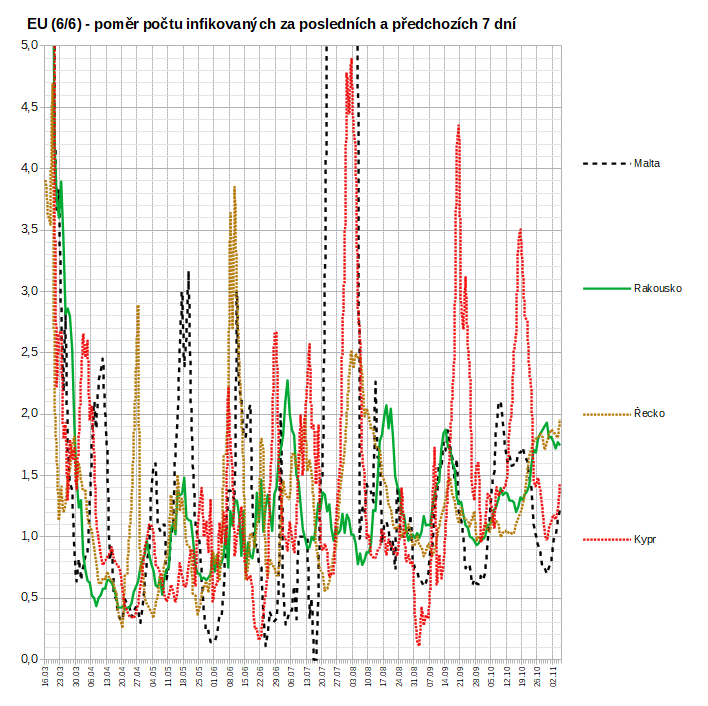 EU (6/6) - poměr počtu infikovaných za posledních a předchozích 7 dní
5,0
4,5
4,0
3,5
3,0
2,5
2,0
1,5
1,0
0,5
0,0
Malta
Rakousko
Řecko
Kypr
16.03 23.03 30.03 06.04 13.04 20.04 27.04 04.05 11.05 18.05 25.05 01.06 08.06 15.06 22.06 29.06 06.07 13.07 20.07 27.07 03.08 10.08 17.08 24.08 31.08 07.09 14.09 21.09 28.09 05.10 12.10 19.10 26.10 02.11